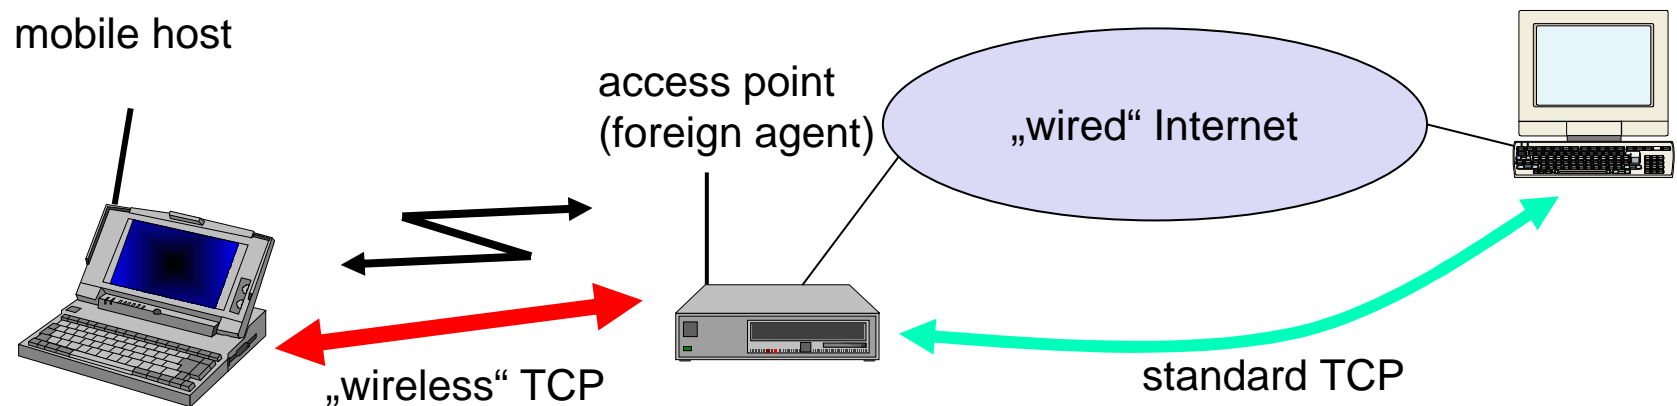 mobile host
access point
(foreign agent)
„wired“ Internet
„wireless“ TCP
standard TCP